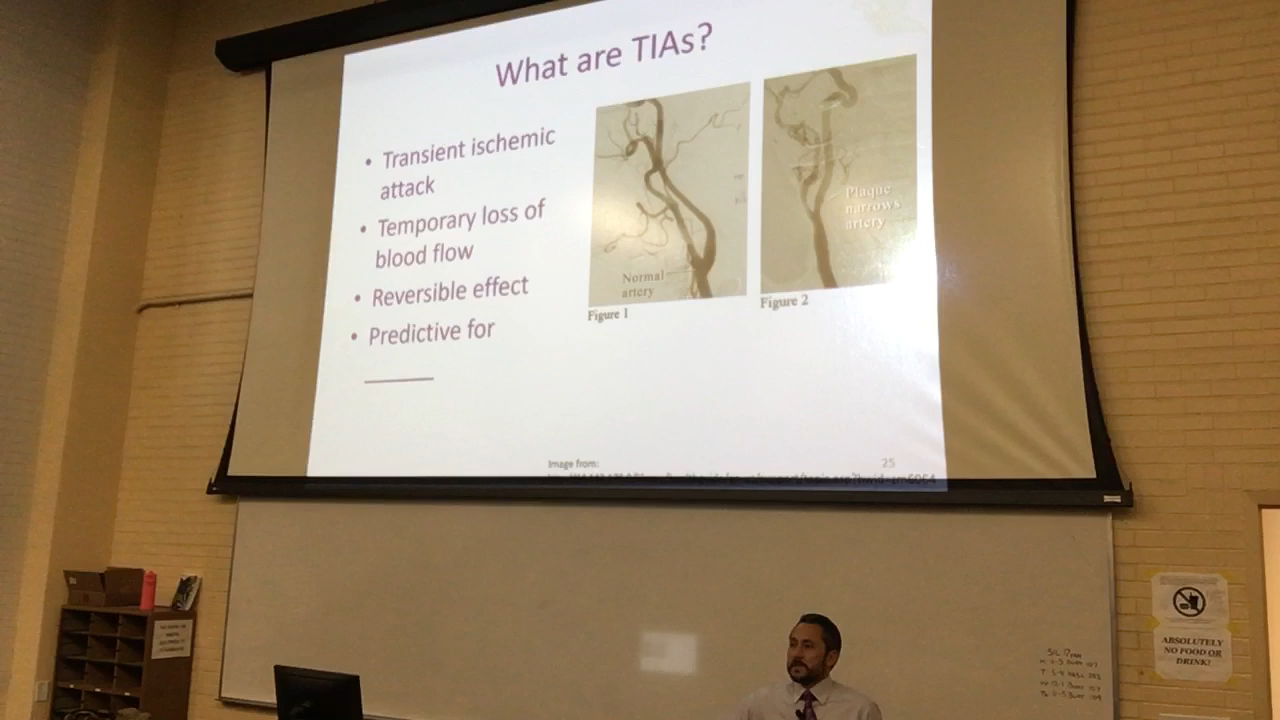 What are TIAs?
• Transient ischemic
attack
• Temporary loss of
blood flow
• Reversible effect
• Predictive for
Normal
artery
Figure 1
Plaque
narrows
artery
Figure 2
Image from:
25
ABSOLUTELY
NO FOOD OR
DRINK!